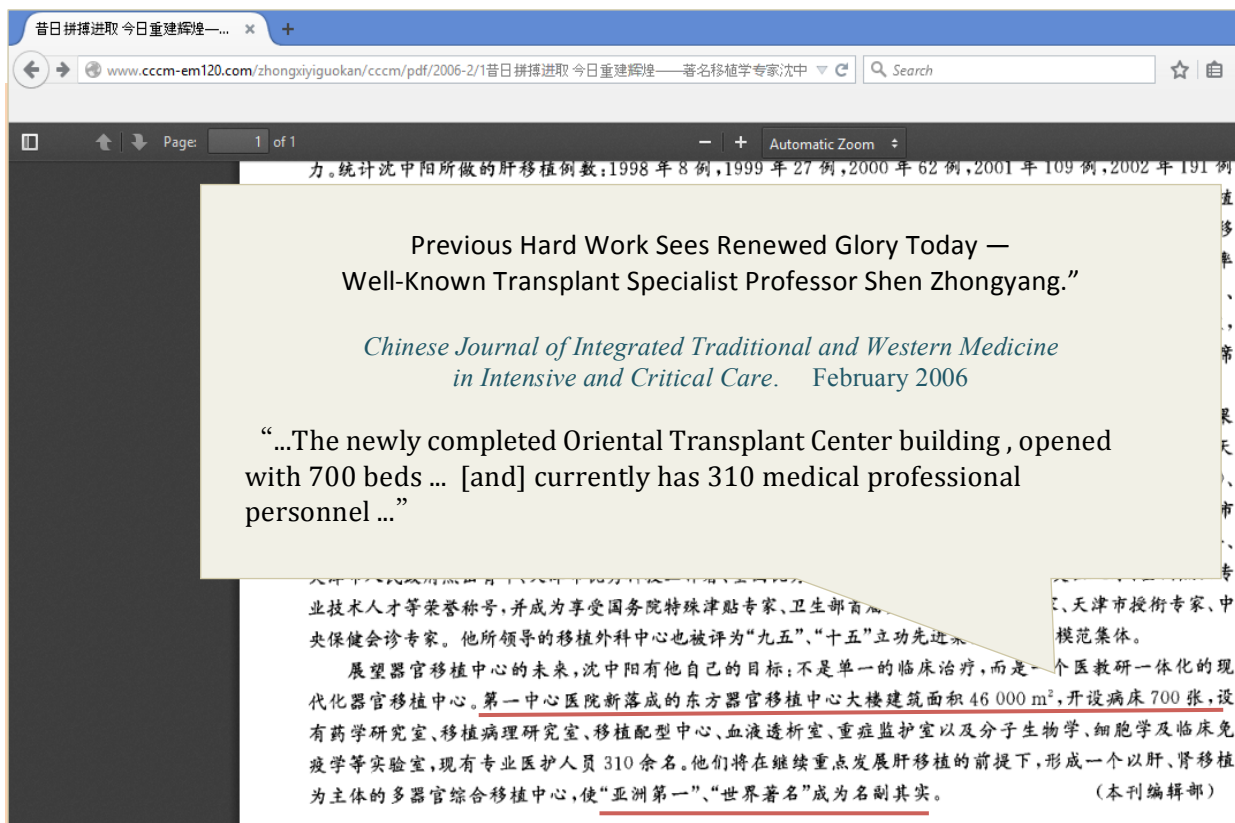 昔日拼搏进取 今日重建辉煌—...
www.cccm-em120.com/zhongxiyiguokan/cccm/pdf/2006-2/1昔日拼搏进取 今日重建辉煌——著名移植学专家沈中
Search
Page: 1 of 1
Automatic Zoom
力。统计沈中阳所做的肝移植例数:1998 年 8 例,1999 年 27 例,2000 年 62 例,2001 年 109 例,2002 年 191 例
Previous Hard Work Sees Renewed Glory Today —
Well-Known Transplant Specialist Professor Shen Zhongyang.”
Chinese Journal of Integrated Traditional and Western Medicine
in Intensive and Critical Care. February 2006
“...The newly completed Oriental Transplant Center building , opened
with 700 beds ... [and] currently has 310 medical professional
personnel ...”
业技术人才等荣誉称号,并成为享受国务院特殊津贴专家、卫生部首 、天津市授衔专家、中
央保健会诊专家。他所领导的移植外科中心也被评为“九五”、“十五”立功先进 模范集体。
展望器官移植中心的未来,沈中阳有他自己的目标:不是单一的临床治疗,而是一个医教研一体化的现
代化器官移植中心。第一中心医院新落成的东方器官移植中心大楼建筑面积 46 000 m²,开设病床 700 张,设
有药学研究室、移植病理研究室、移植配型中心、血液透析室、重症监护室以及分子生物学、细胞学及临床免
疫学等实验室,现有专业医护人员 310 余名。他们将在继续重点发展肝移植的前提下,形成一个以肝、肾移植
为主体的多器官综合移植中心,使“亚洲第一”、“世界著名”成为名副其实。 (本刊编辑部)